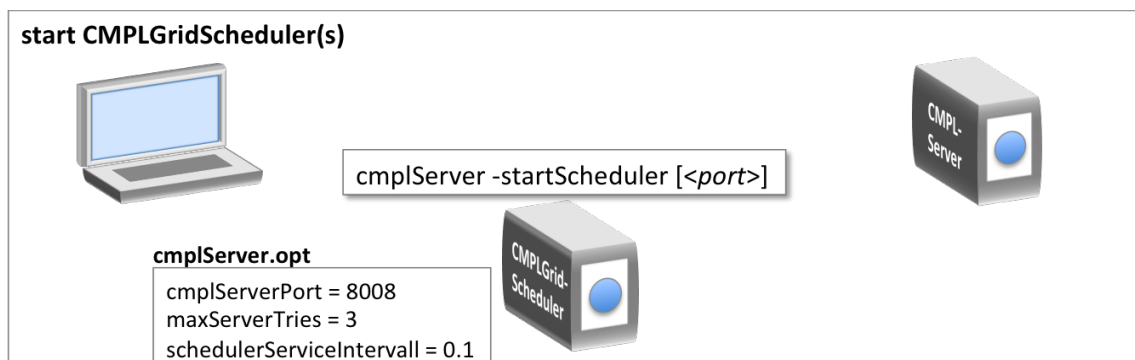 start CMPLGridScheduler(s)
CMPL-
Server
cmplServer -startScheduler [<port>]
CMPLGrid-
Scheduler
cmplServer.opt
cmplServerPort = 8008
maxServerTries = 3
schedulerServiceIntervall = 0.1